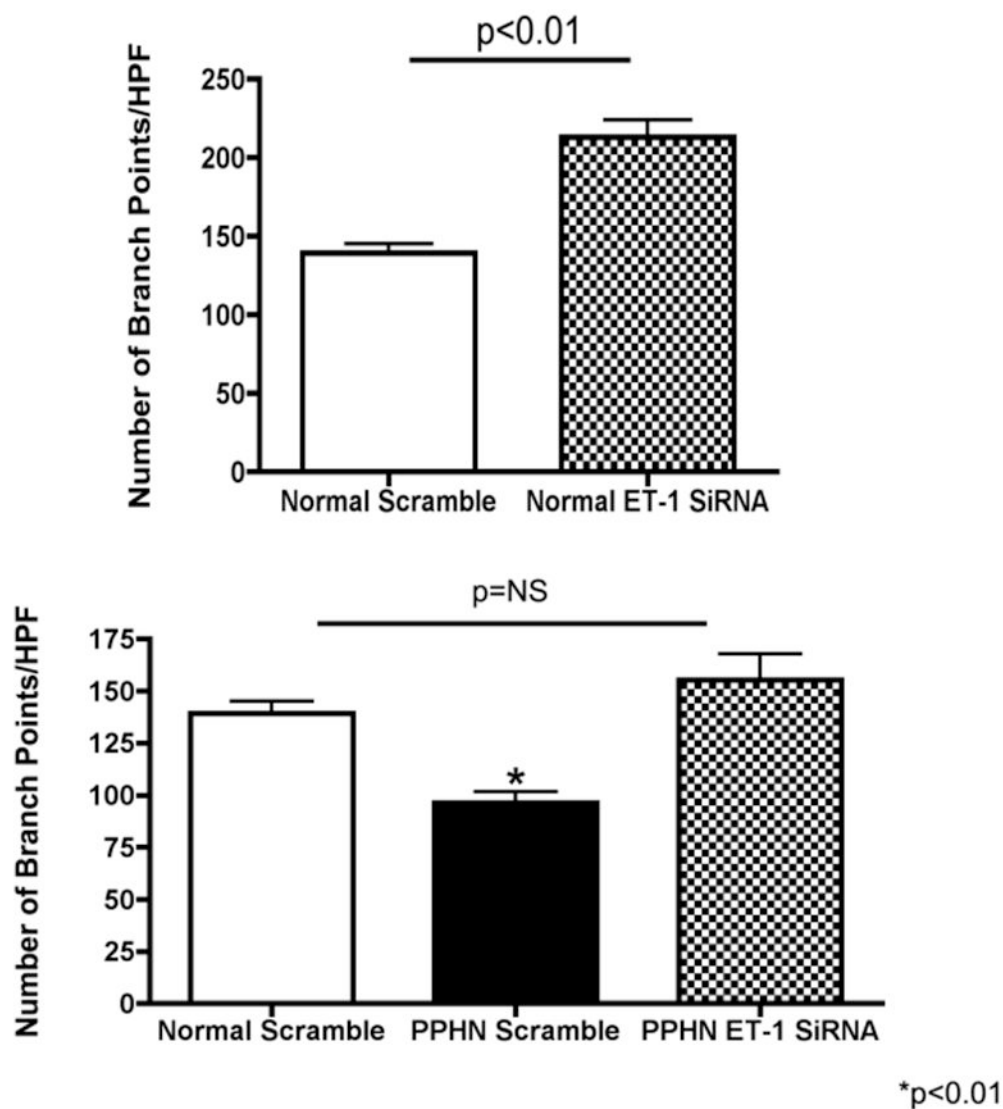 p<0.01
Number of Branch Points/HPF
250
200
150
100
50
0
Normal Scramble Normal ET-1 SiRNA
p=NS
Number of Branch Points/HPF
175
150
125
100
75
50
25
0
*
Normal Scramble PPHN Scramble PPHN ET-1 SiRNA
*p<0.01